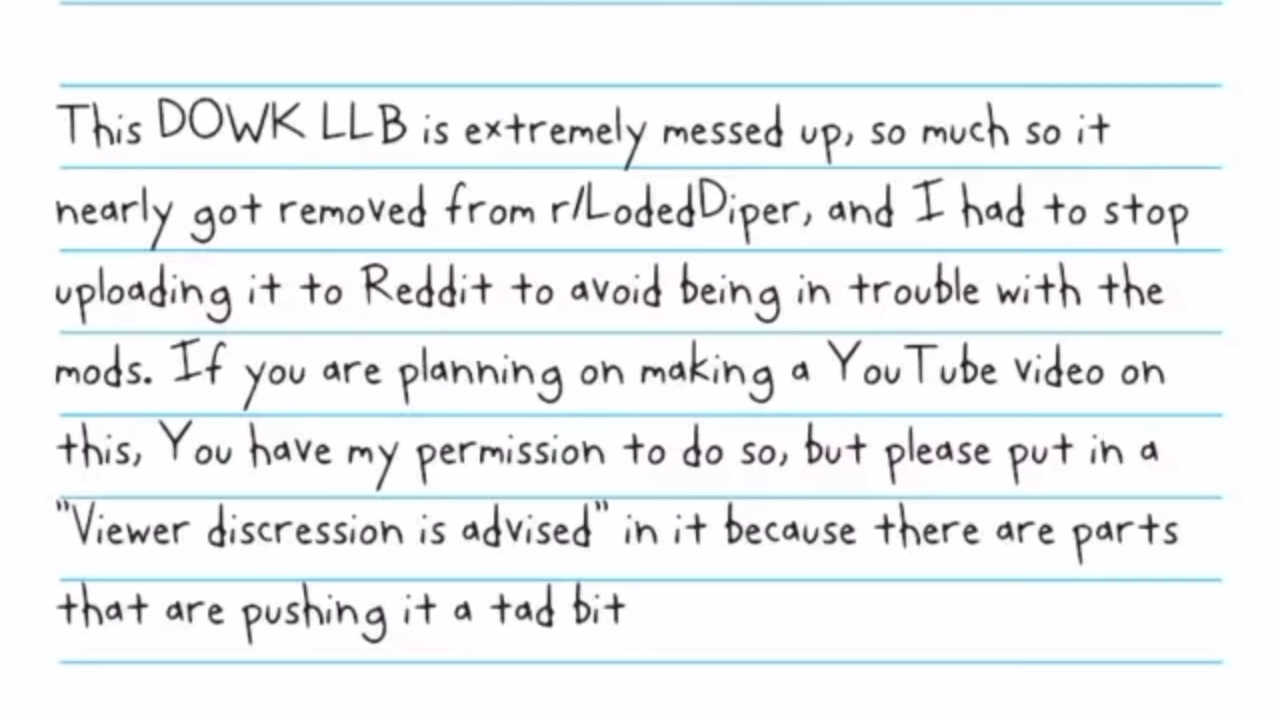 This DOWK LLB is extremely messed up, so much so it
nearly got removed from r/LodedDiper, and I had to stop
uploading it to Reddit to avoid being in trouble with the
mods. If you are planning on making a YouTube video on
this, You have my permission to do so, but please put in a
"Viewer discression is advised" in it because there are parts
that are pushing it a tad bit